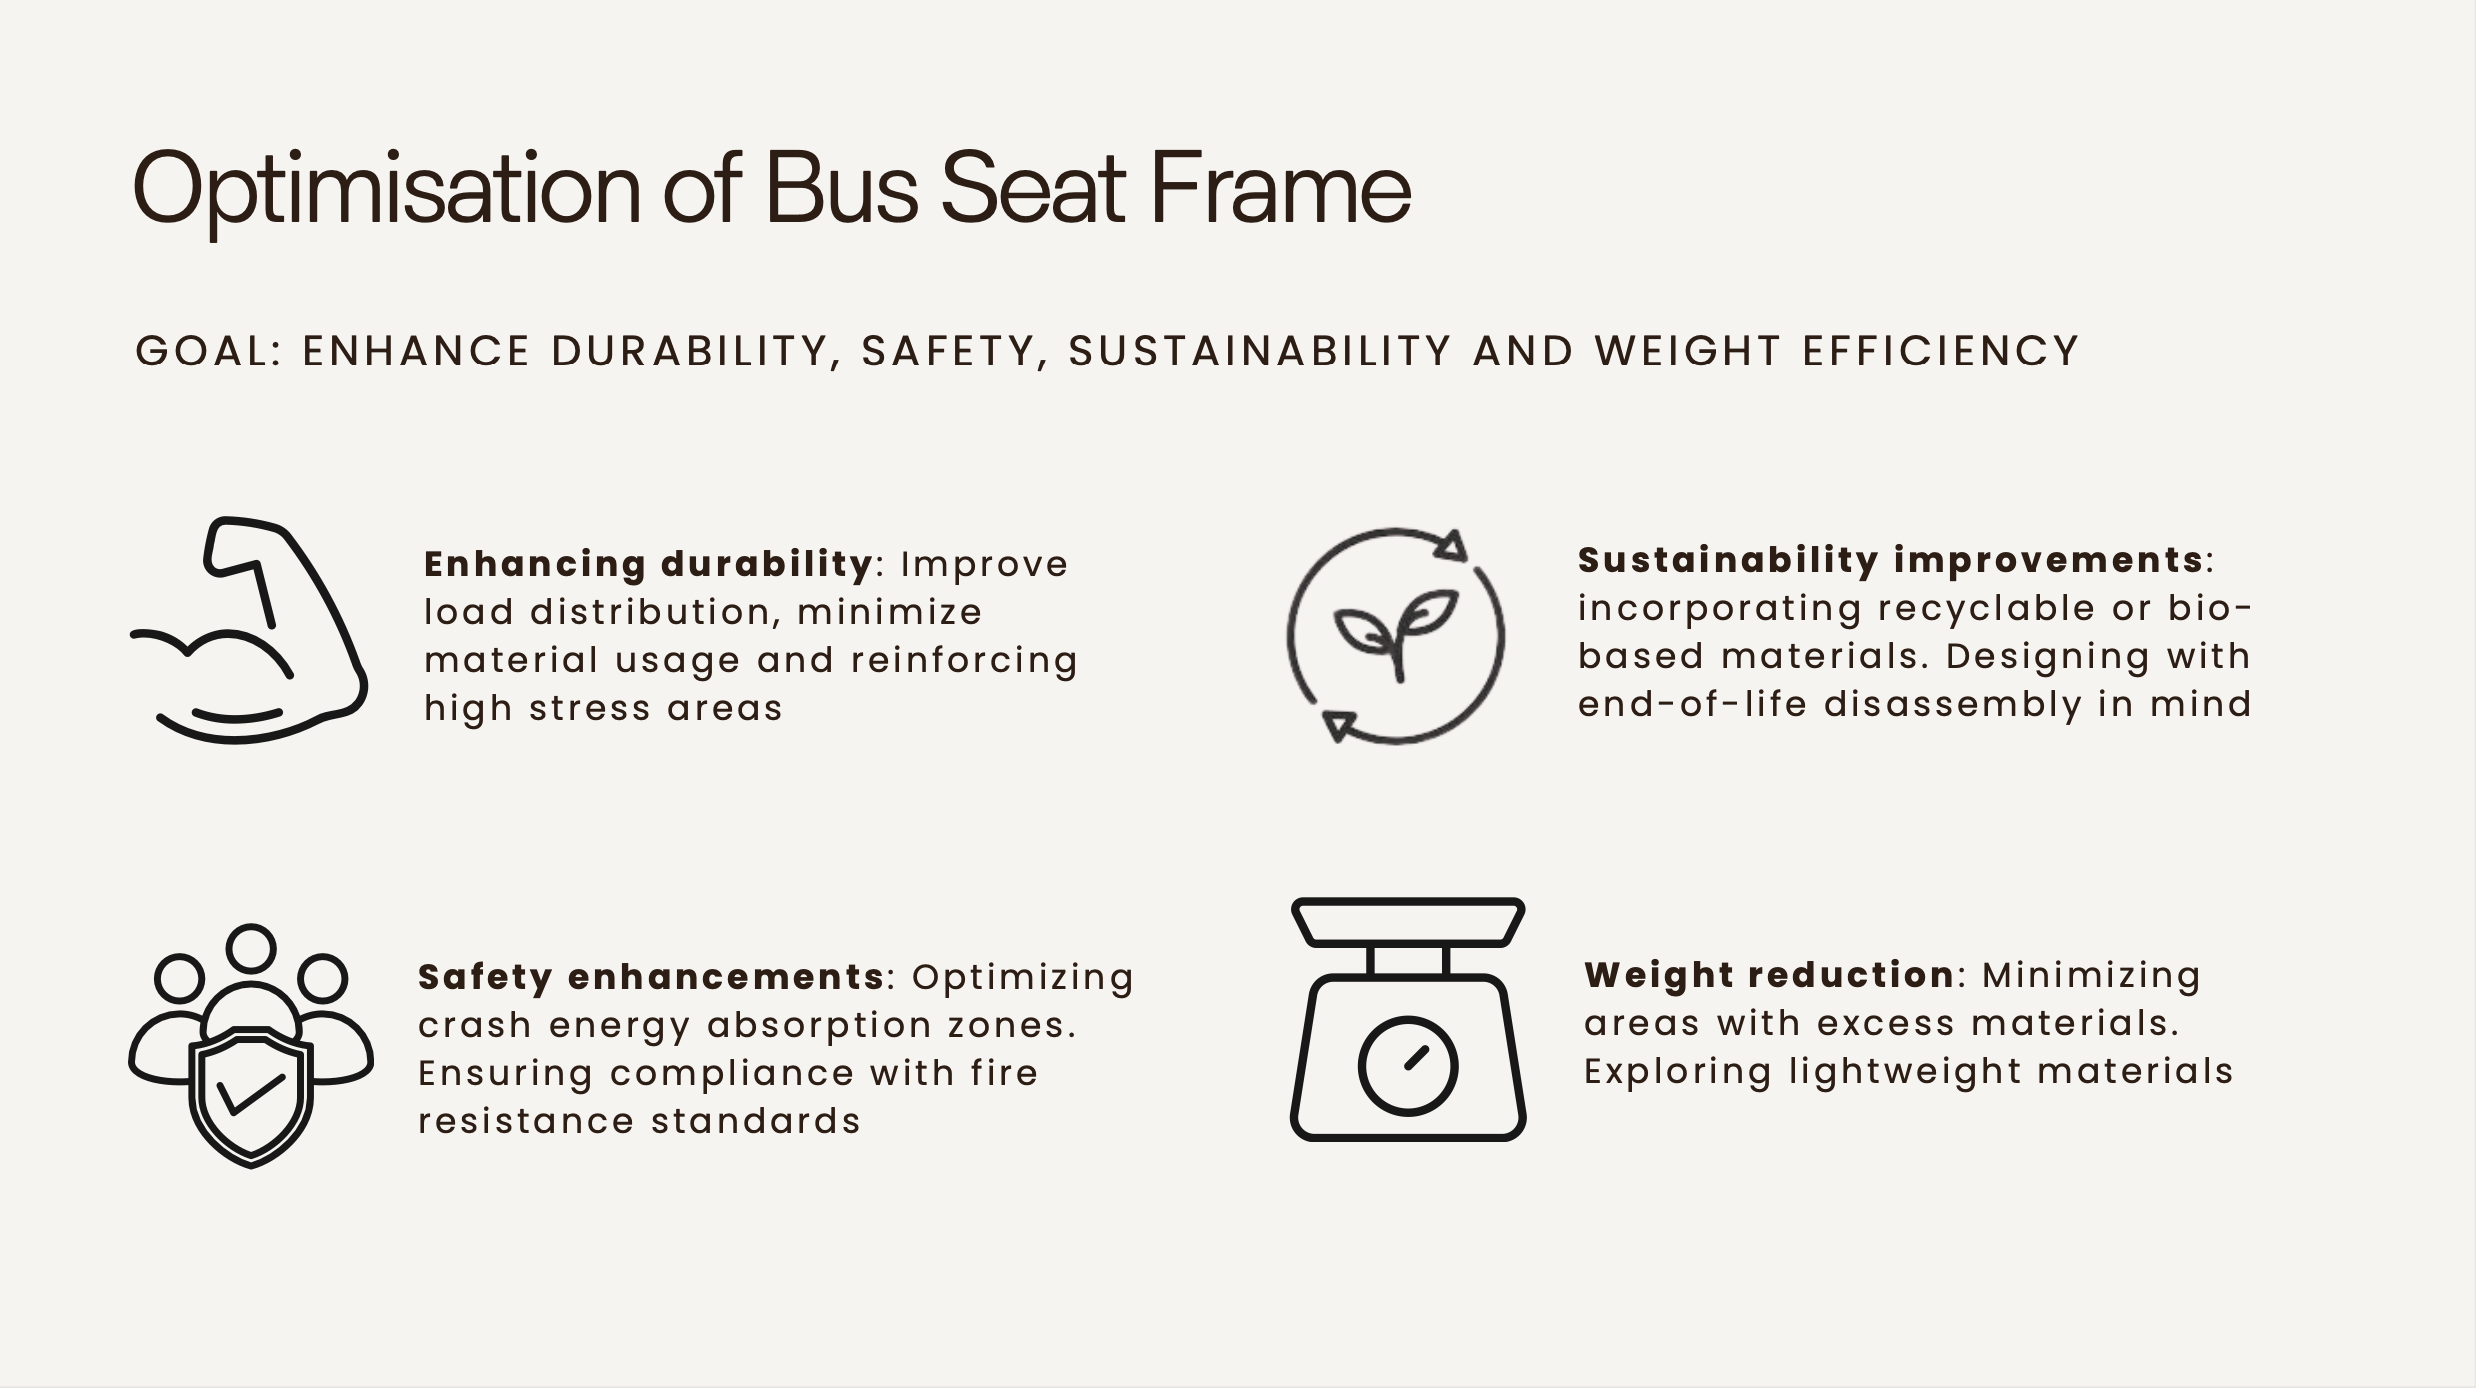 Optimisation of Bus Seat Frame
GOAL: ENHANCE DURABILITY, SAFETY, SUSTAINABILITY AND WEIGHT EFFICIENCY
Enhancing durability: Improve
load distribution, minimize
material usage and reinforcing
high stress areas
Sustainability improvements:
incorporating recyclable or bio-
based materials. Designing with
end-of-life disassembly in mind
Safety enhancements: Optimizing
crash energy absorption zones.
Ensuring compliance with fire
resistance standards
Weight reduction: Minimizing
areas with excess materials.
Exploring lightweight materials